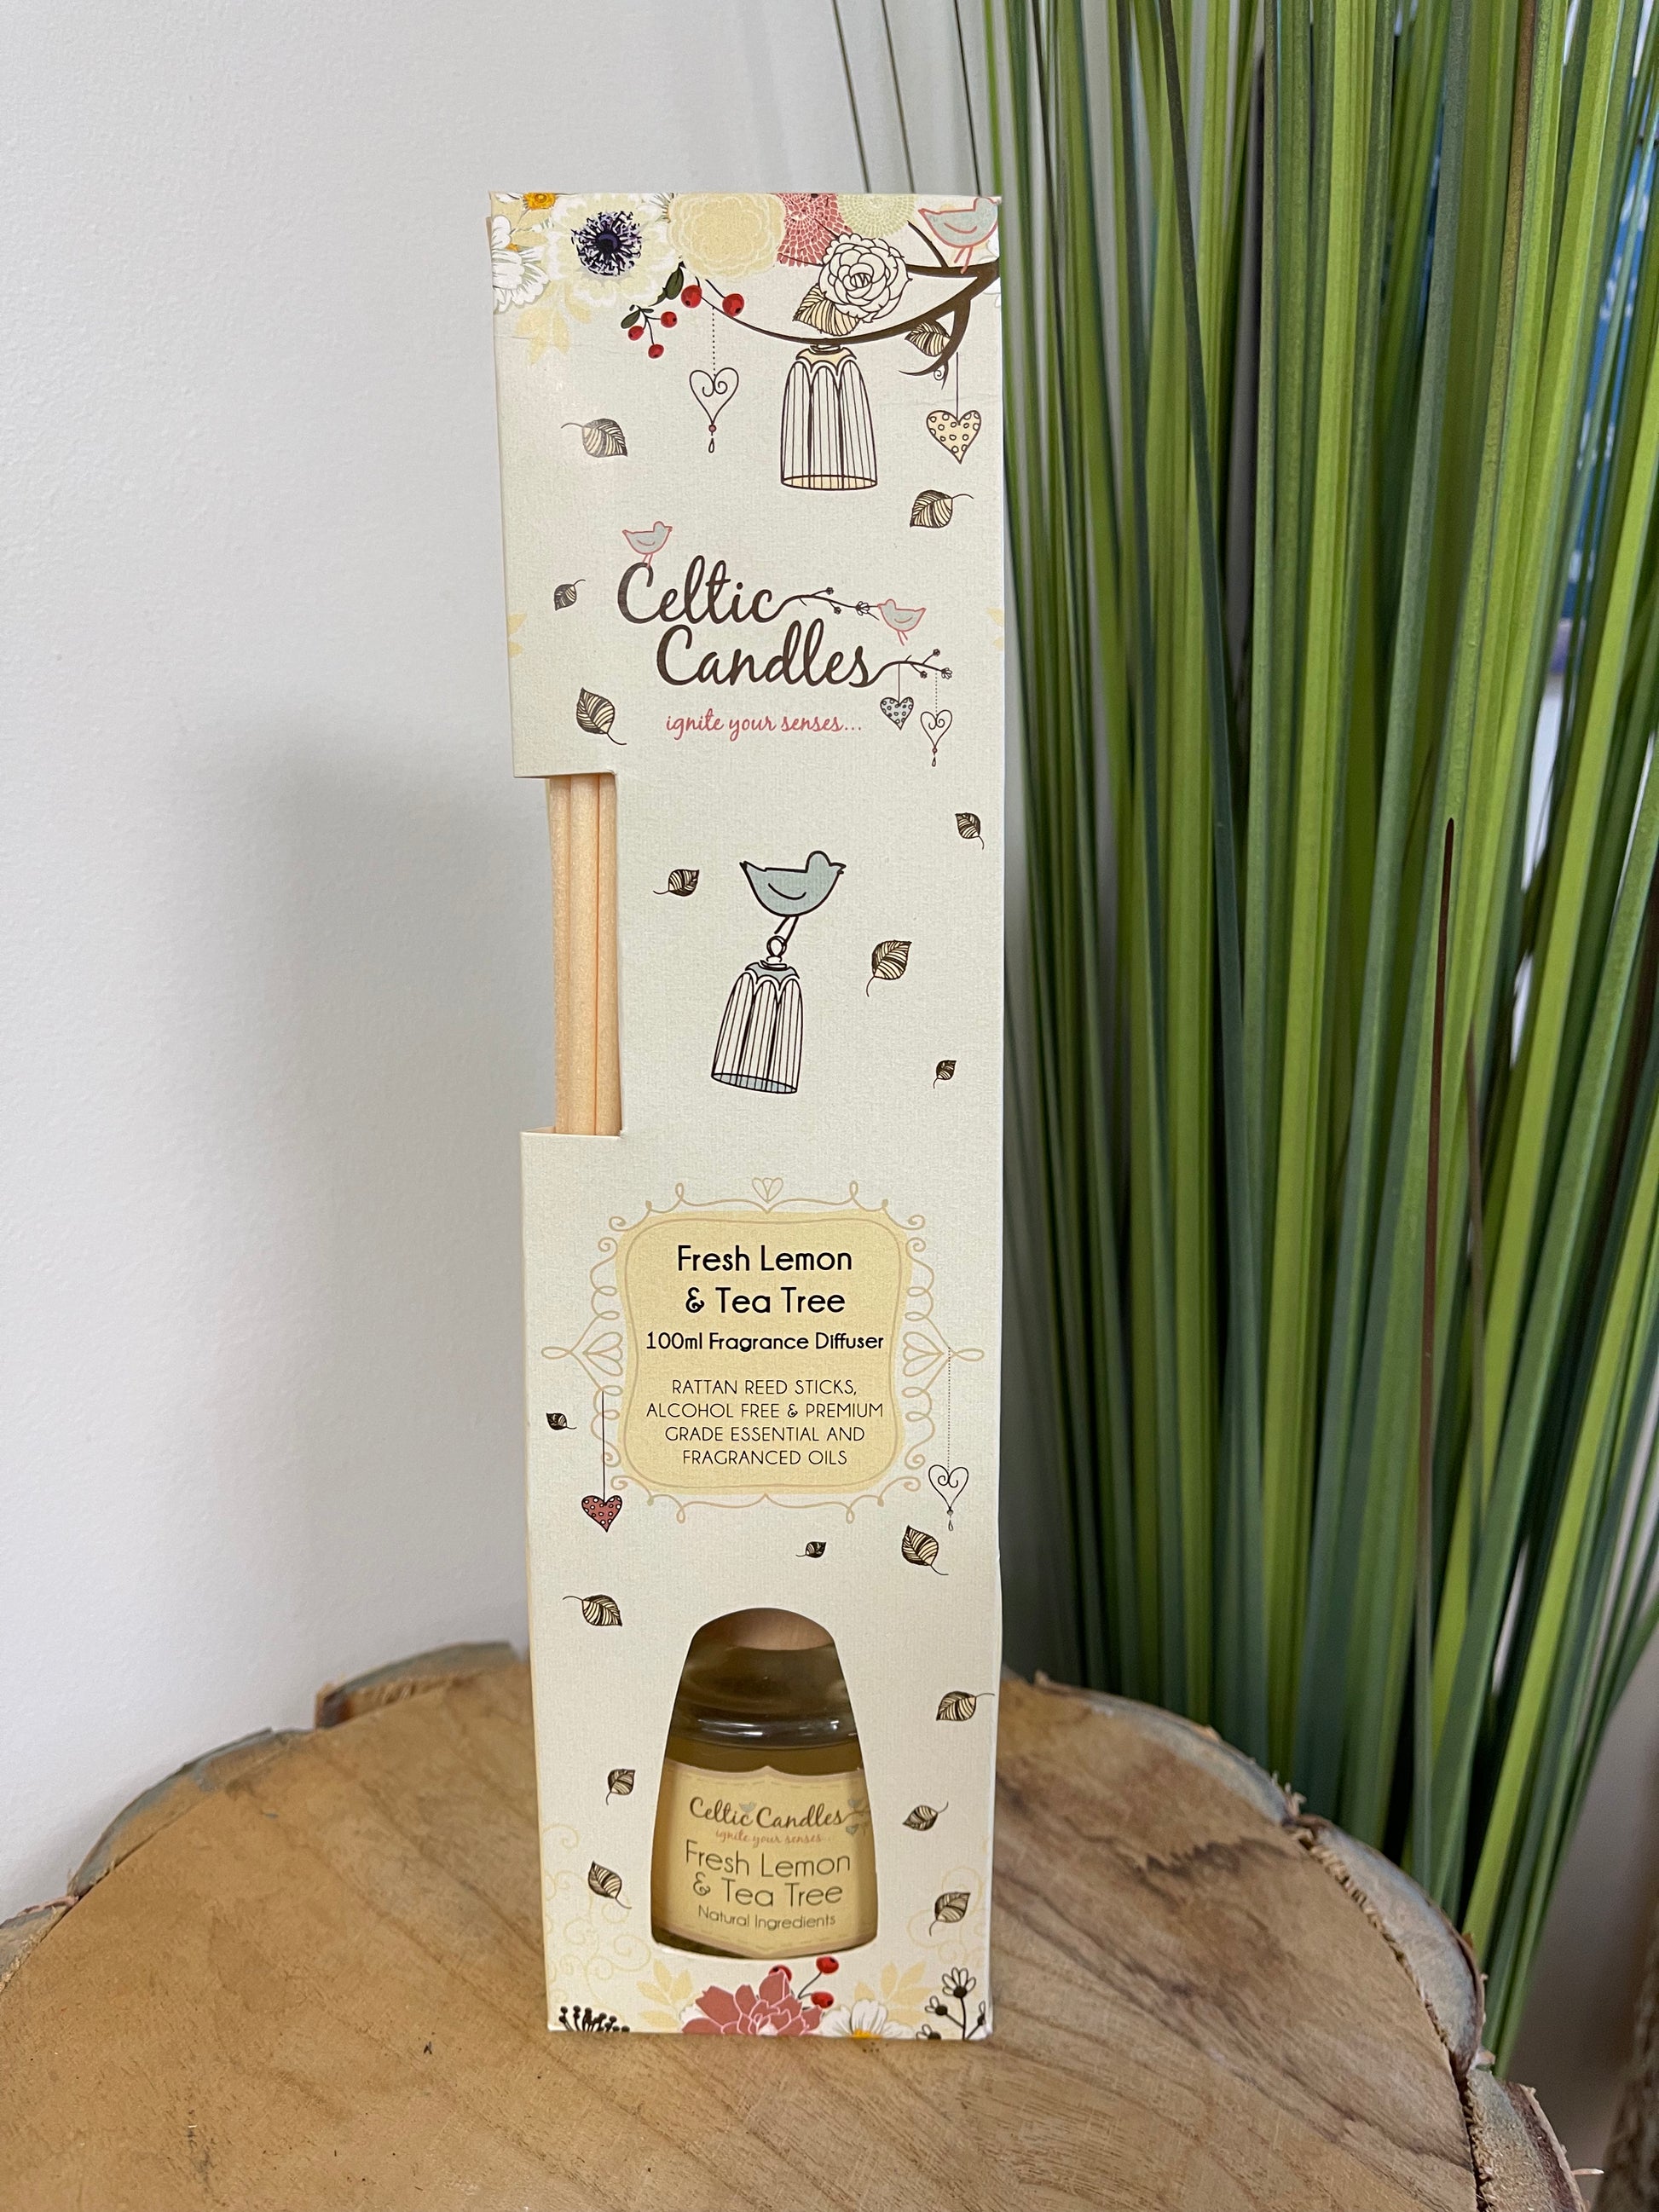 Celtic
Candles
ignite your senses...
Fresh Lemon
& Tea Tree
100ml Fragrance Diffuser
RATTAN REED STICKS,
ALCOHOL FREE & PREMIUM
GRADE ESSENTIAL AND
FRAGRANCED OILS
Celtic Candles
ignite your senses...
Fresh Lemon
& Tea Tree
Natural Ingredients